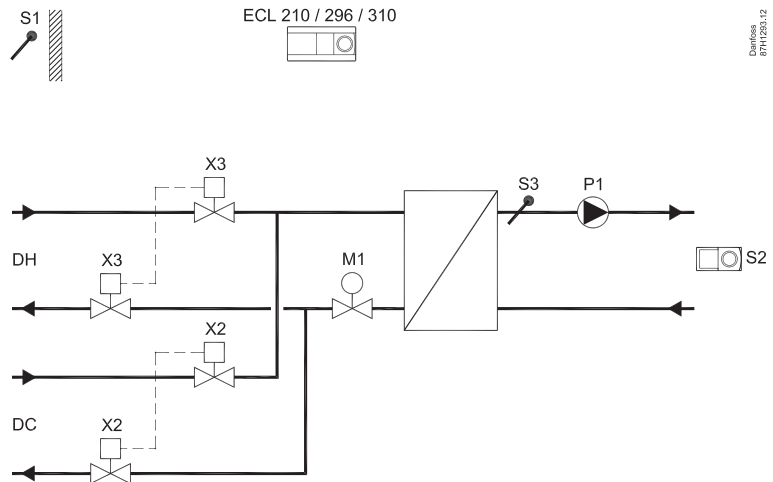 S1
ECL 210 / 296 / 310
Danfoss
87H1293.12
X3
S3
P1
DH
X3
M1
S2
X2
DC
X2